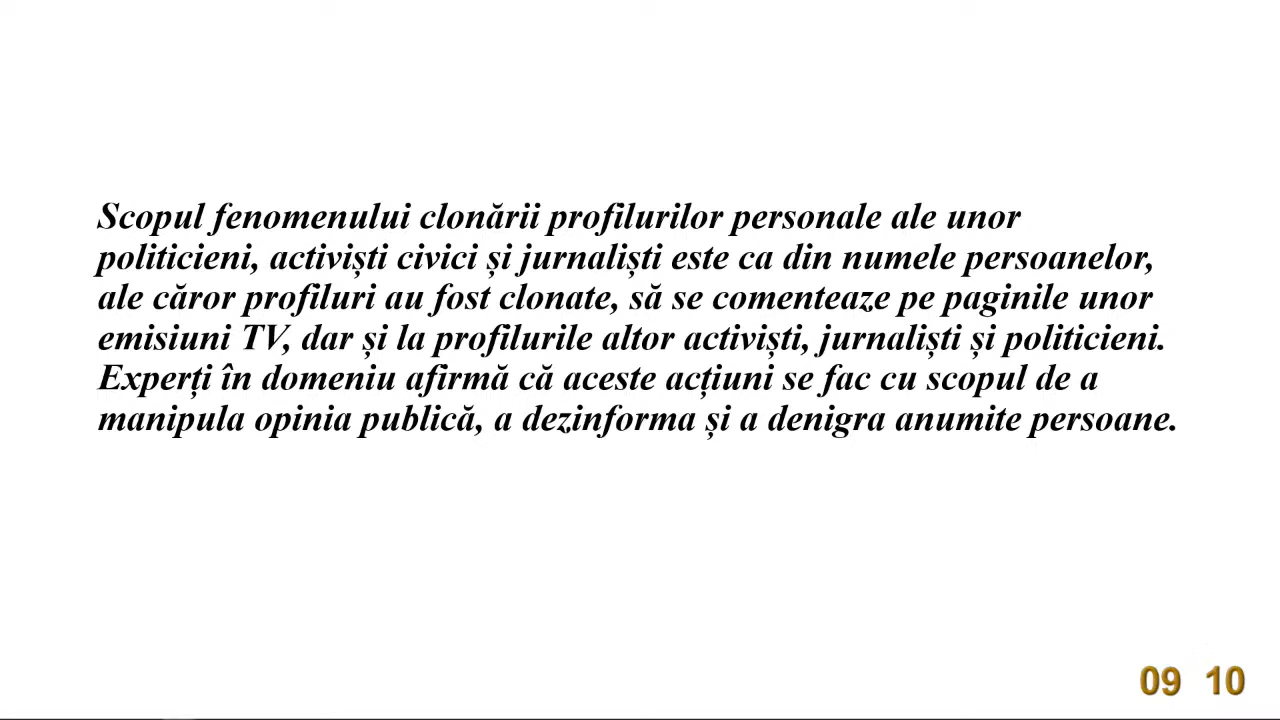 Scopul fenomenului clonării profilurilor personale ale unor
politicieni, activiști civici și jurnaliști este ca din numele persoanelor,
ale căror profiluri au fost clonate, să se comenteaze pe paginile unor
emisiuni TV, dar și la profilurile altor activiști, jurnaliști și politicieni.
Experți în domeniu afirmă că aceste acțiuni se fac cu scopul de a
manipula opinia publică, a dezinforma și a denigra anumite persoane.
09 10